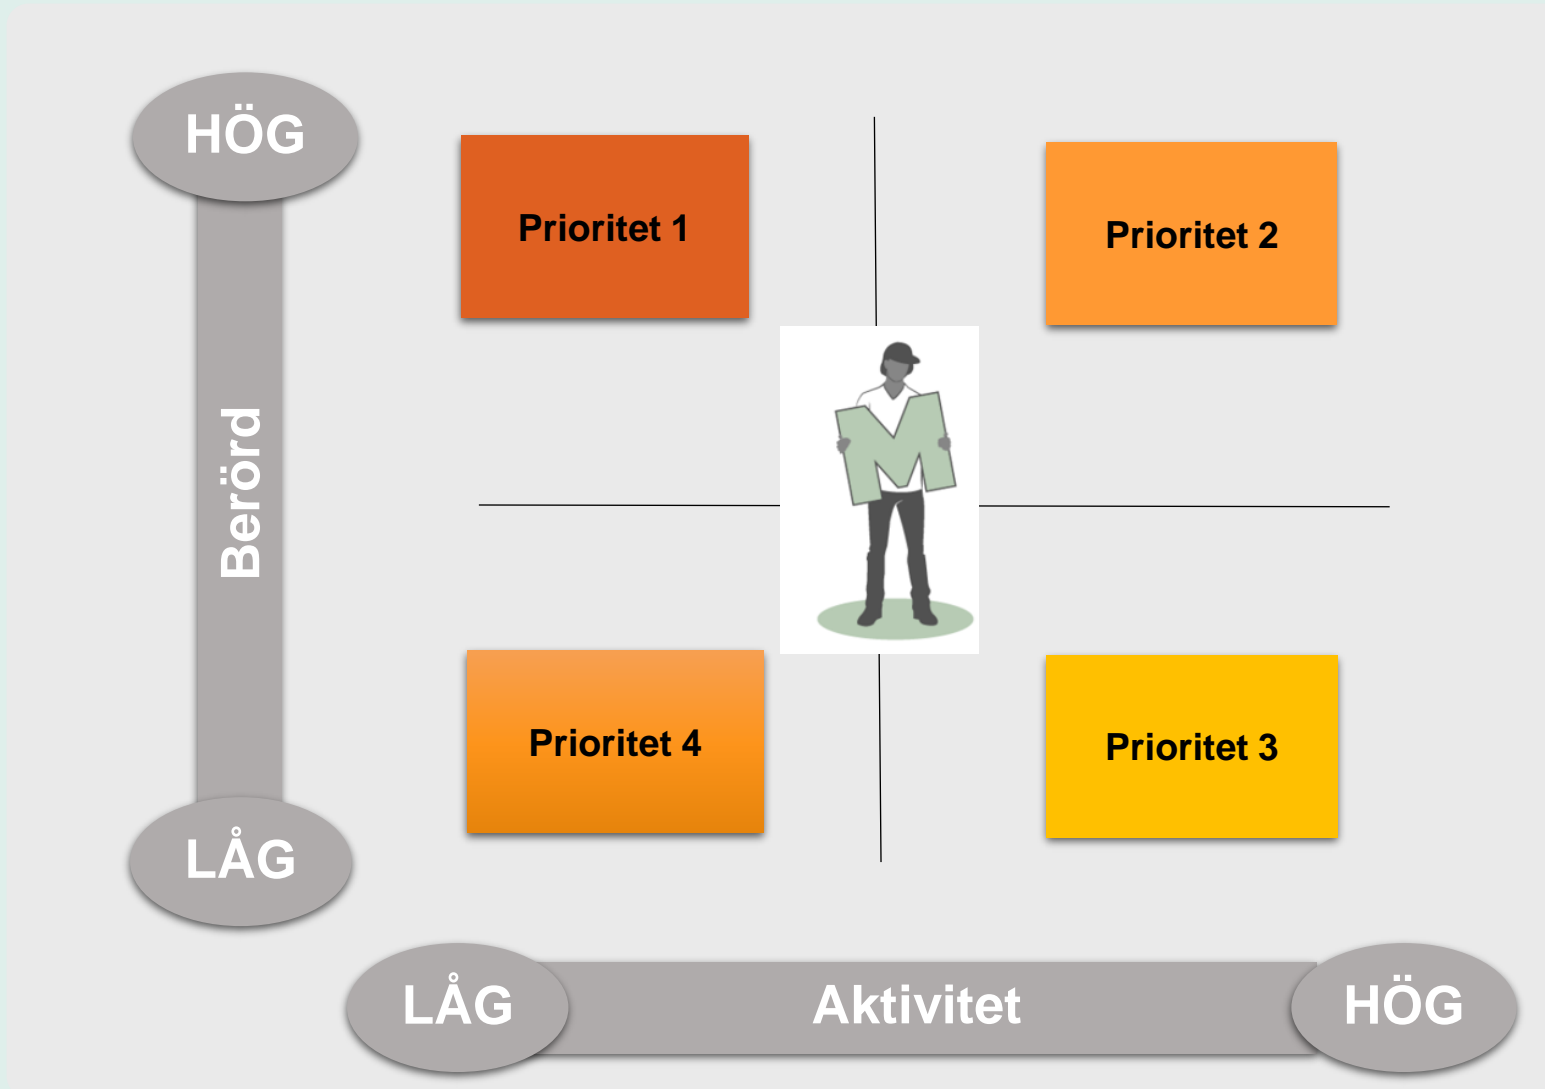 HÖG
Prioritet 1
Prioritet 2
Berörd
M
Prioritet 4
Prioritet 3
LÅG
LÅG
Aktivitet
HÖG